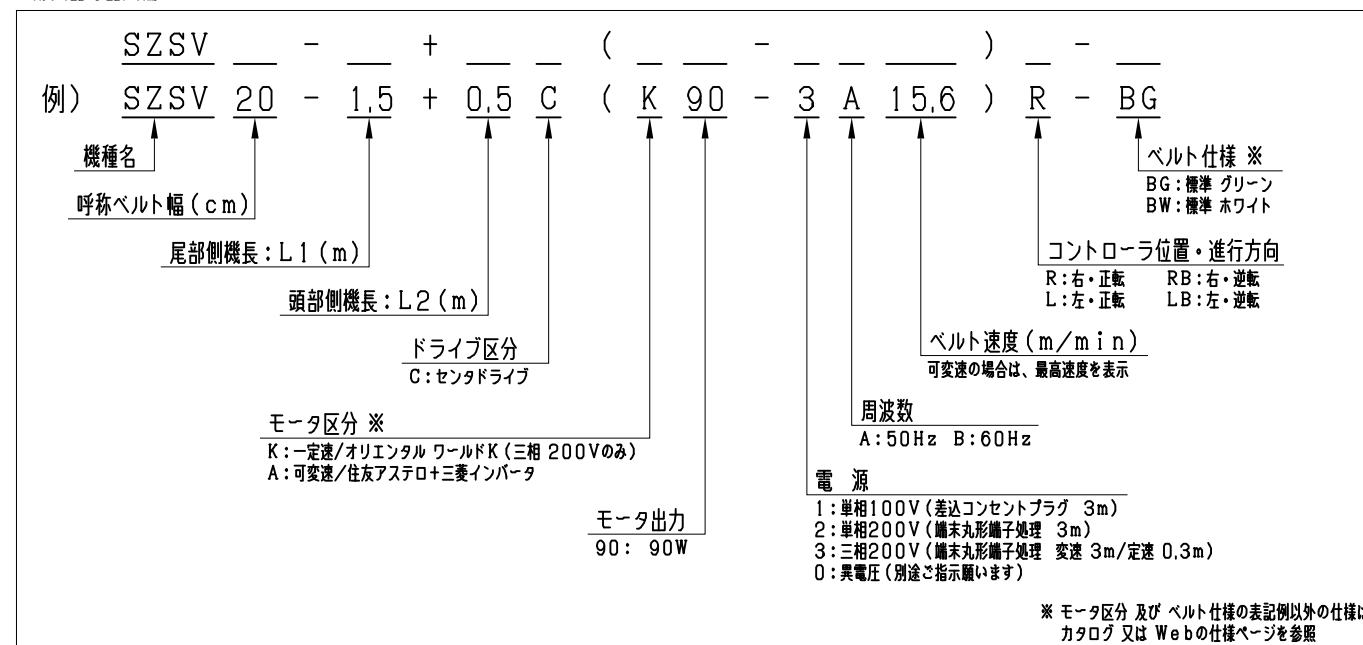 SZSV － ＋ （ － ） －
例） SZSV 20 － 1.5 ＋ 0.5 C （ K 90 － 3 A 15.6 ） R － BG
機種名
ベルト仕様 ※
BG：標準 グリーン
BW：標準 ホワイト
呼称ベルト幅（cm）
尾部側機長：L1（m）
コントローラ位置・進行方向
R：右・正転 RB：右・逆転
L：左・正転 LB：左・逆転
頭部側機長：L2（m）
ドライブ区分
C：センタドライブ
ベルト速度（m/min）
可変速の場合は、最高速度を表示
モータ区分 ※
K：一定速/オリエンタル ワールドK（三相 200Vのみ）
A：可変速/住友アステロ+三菱インバータ
周波数
A：50Hz B：60Hz
電 源
1：単相100V（差込コンセントプラグ 3m）
2：単相200V（端末丸形端子処理 3m）
3：三相200V（端末丸形端子処理 変速 3m/定速 0.3m）
0：異電圧（別途ご指示願います）
モータ出力
90： 90W
※ モータ区分 及び ベルト仕様の表記例以外の仕様は
カタログ 又は Webの仕様ページを参照